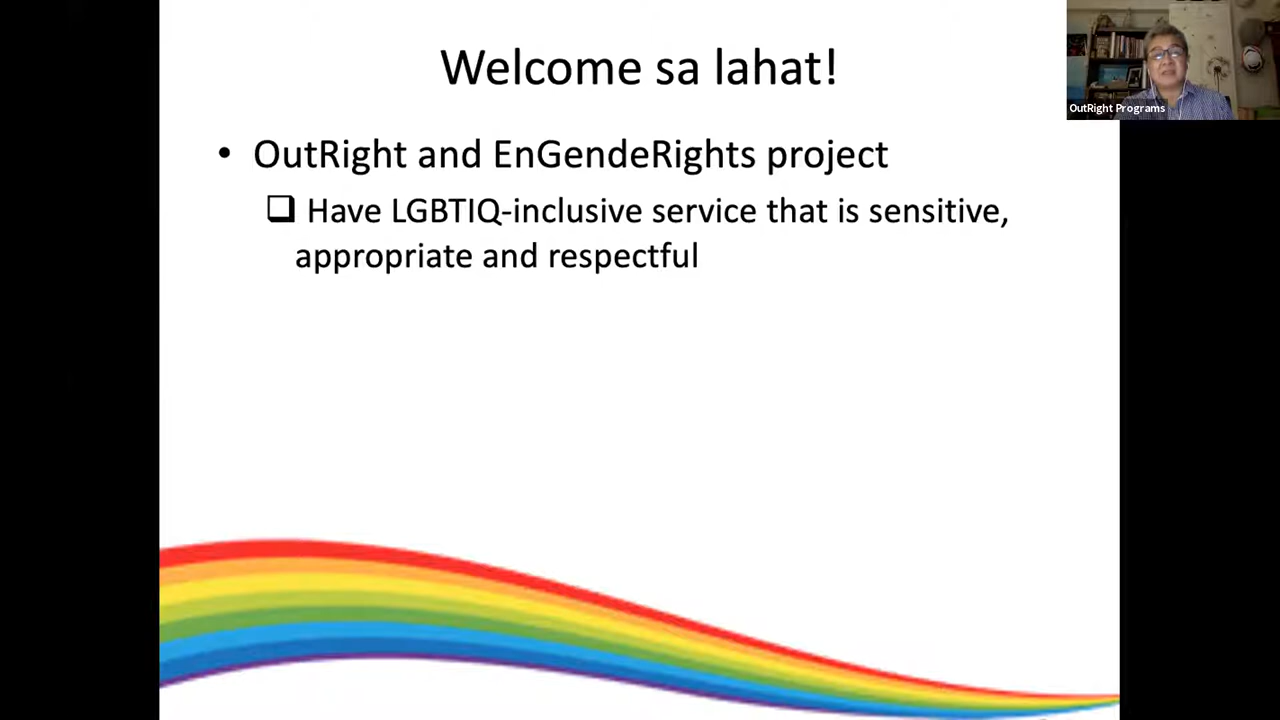 Welcome sa lahat!
• OutRight and EnGendeRights project
❑ Have LGBTIQ-inclusive service that is sensitive,
appropriate and respectful
OutRight Programs